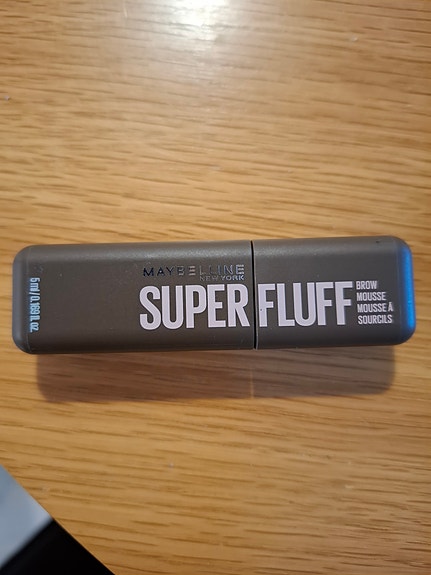 MAYBELLINE
NEW YORK
SUPER FLUFF
BROW
MOUSSE
MOUSSE À
SOURCILS
5 ml/0.169 fl. oz